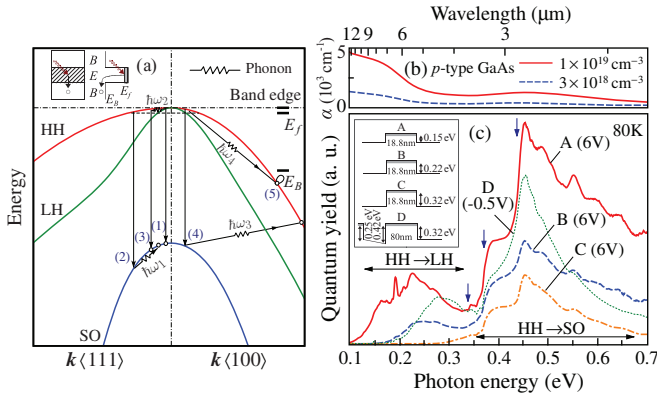 (a)
B
E
B
E_B
E_f
Phonon
Band edge
ħω2
HH
E_f
ħω4
E_B
(5)
LH
Energy
(3)
(1)
(4)
ħω3
(2)
ħω1
SO
k⟨111⟩
k⟨100⟩
Wavelength (μm)
12 9
6
3
5
0
α (10³ cm⁻¹)
(b)
p-type GaAs
1 × 10¹⁹ cm⁻³
3 × 10¹⁸ cm⁻³
(c)
80K
A
18.8nm
0.15 eV
B
18.8nm
0.22 eV
C
18.8nm
0.32 eV
D
80nm
0.32 eV
0.25 eV
0.42 eV
A (6V)
D
(-0.5V)
B (6V)
C (6V)
HH→LH
HH→SO
Quantum yield (a. u.)
0.1
0.2
0.3
0.4
0.5
0.6
0.7
Photon energy (eV)